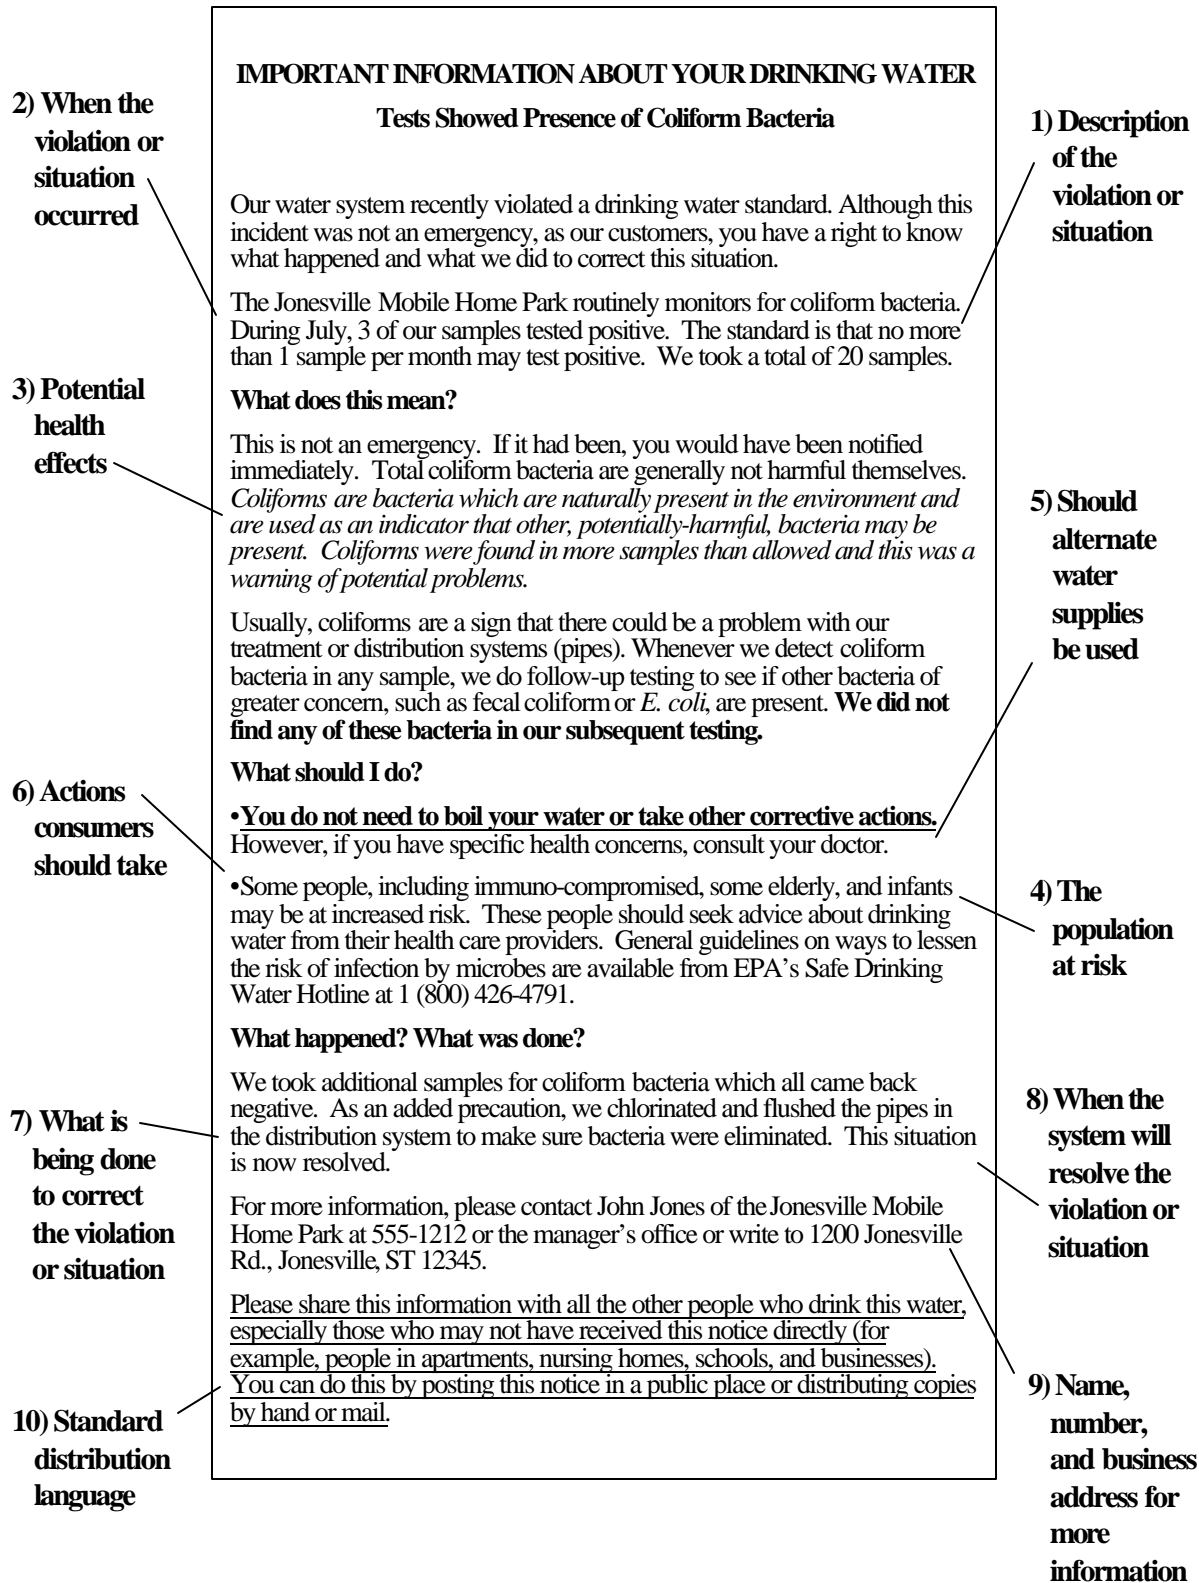 IMPORTANT INFORMATION ABOUT YOUR DRINKING WATER
Tests Showed Presence of Coliform Bacteria
Our water system recently violated a drinking water standard. Although this
incident was not an emergency, as our customers, you have a right to know
what happened and what we did to correct this situation.
The Jonesville Mobile Home Park routinely monitors for coliform bacteria.
During July, 3 of our samples tested positive. The standard is that no more
than 1 sample per month may test positive. We took a total of 20 samples.
What does this mean?
This is not an emergency. If it had been, you would have been notified
immediately. Total coliform bacteria are generally not harmful themselves.
Coliforms are bacteria which are naturally present in the environment and
are used as an indicator that other, potentially-harmful, bacteria may be
present. Coliforms were found in more samples than allowed and this was a
warning of potential problems.
Usually, coliforms are a sign that there could be a problem with our
treatment or distribution systems (pipes). Whenever we detect coliform
bacteria in any sample, we do follow-up testing to see if other bacteria of
greater concern, such as fecal coliform or E. coli, are present. We did not
find any of these bacteria in our subsequent testing.
What should I do?
•You do not need to boil your water or take other corrective actions.
However, if you have specific health concerns, consult your doctor.
•Some people, including immuno-compromised, some elderly, and infants
may be at increased risk. These people should seek advice about drinking
water from their health care providers. General guidelines on ways to lessen
the risk of infection by microbes are available from EPA's Safe Drinking
Water Hotline at 1 (800) 426-4791.
What happened? What was done?
We took additional samples for coliform bacteria which all came back
negative. As an added precaution, we chlorinated and flushed the pipes in
the distribution system to make sure bacteria were eliminated. This situation
is now resolved.
For more information, please contact John Jones of the Jonesville Mobile
Home Park at 555-1212 or the manager's office or write to 1200 Jonesville
Rd., Jonesville, ST 12345.
Please share this information with all the other people who drink this water,
especially those who may not have received this notice directly (for
example, people in apartments, nursing homes, schools, and businesses).
You can do this by posting this notice in a public place or distributing copies
by hand or mail.
2) When the
violation or
situation
occurred
3) Potential
health
effects
6) Actions
consumers
should take
7) What is
being done
to correct
the violation
or situation
10) Standard
distribution
language
1) Description
of the
violation or
situation
5) Should
alternate
water
supplies
be used
4) The
population
at risk
8) When the
system will
resolve the
violation or
situation
9) Name,
number,
and business
address for
more
information